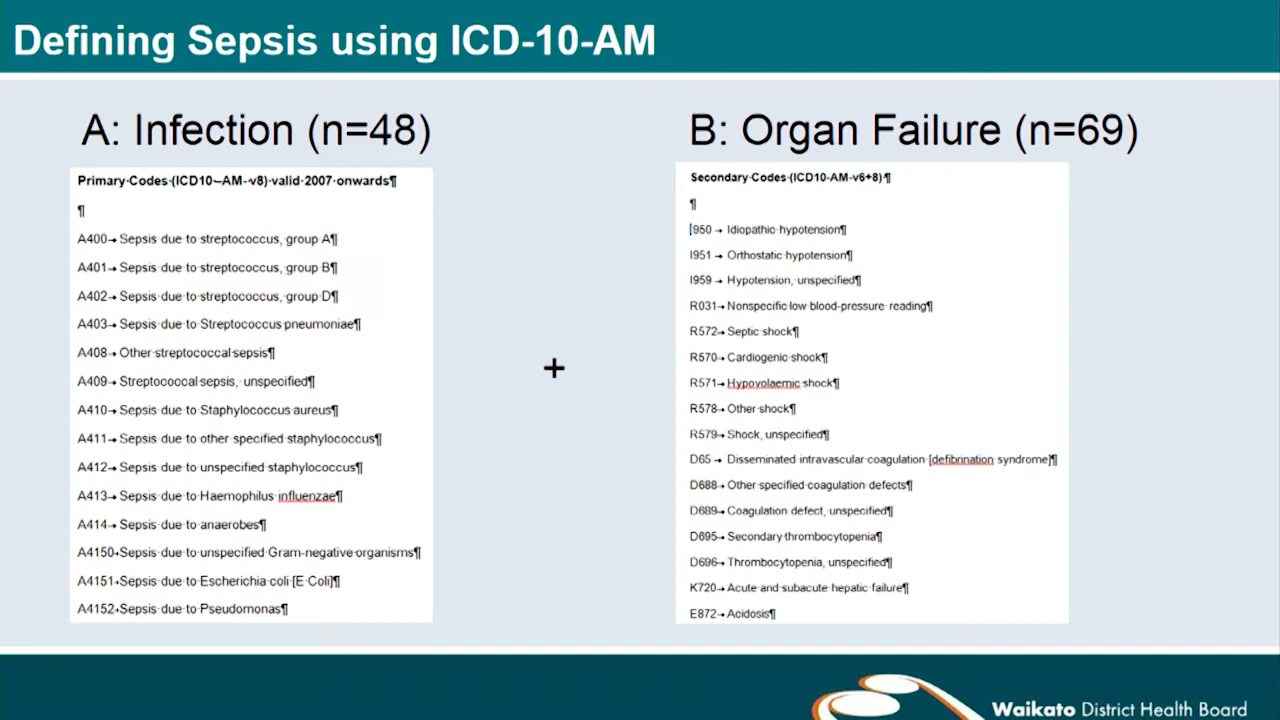 Defining Sepsis using ICD-10-AM
A: Infection (n=48)
Primary·Codes·(ICD10·–AM·-v8)·valid·2007·onwards¶
¶
A400→Sepsis·due·to·streptococcus,·group·A¶
A401→Sepsis·due·to·streptococcus,·group·B¶
A402→Sepsis·due·to·streptococcus,·group·D¶
A403→Sepsis·due·to·Streptococcus·pneumoniae¶
A408→Other·streptococcal·sepsis¶
A409→Streptococcal·sepsis,·unspecified¶
A410→Sepsis·due·to·Staphylococcus·aureus¶
A411→Sepsis·due·to·other·specified·staphylococcus¶
A412→Sepsis·due·to·unspecified·staphylococcus¶
A413→Sepsis·due·to·Haemophilus·influenzae¶
A414→Sepsis·due·to·anaerobes¶
A4150→Sepsis·due·to·unspecified·Gram-negative·organisms¶
A4151→Sepsis·due·to·Escherichia·coli·[E·Coli]¶
A4152→Sepsis·due·to·Pseudomonas¶
+
B: Organ Failure (n=69)
Secondary·Codes·(ICD10-AM-v6+8)¶
¶
I950→Idiopathic·hypotension¶
I951→Orthostatic·hypotension¶
I959→Hypotension,·unspecified¶
R031→Nonspecific·low·blood-pressure·reading¶
R572→Septic·shock¶
R570→Cardiogenic·shock¶
R571→Hypovolaemic·shock¶
R578→Other·shock¶
R579→Shock,·unspecified¶
D65→Disseminated·intravascular·coagulation·[defibrination·syndrome]¶
D688→Other·specified·coagulation·defects¶
D689→Coagulation·defect,·unspecified¶
D695→Secondary·thrombocytopenia¶
D696→Thrombocytopenia,·unspecified¶
K720→Acute·and·subacute·hepatic·failure¶
E872→Acidosis¶
Waikato District Health Board